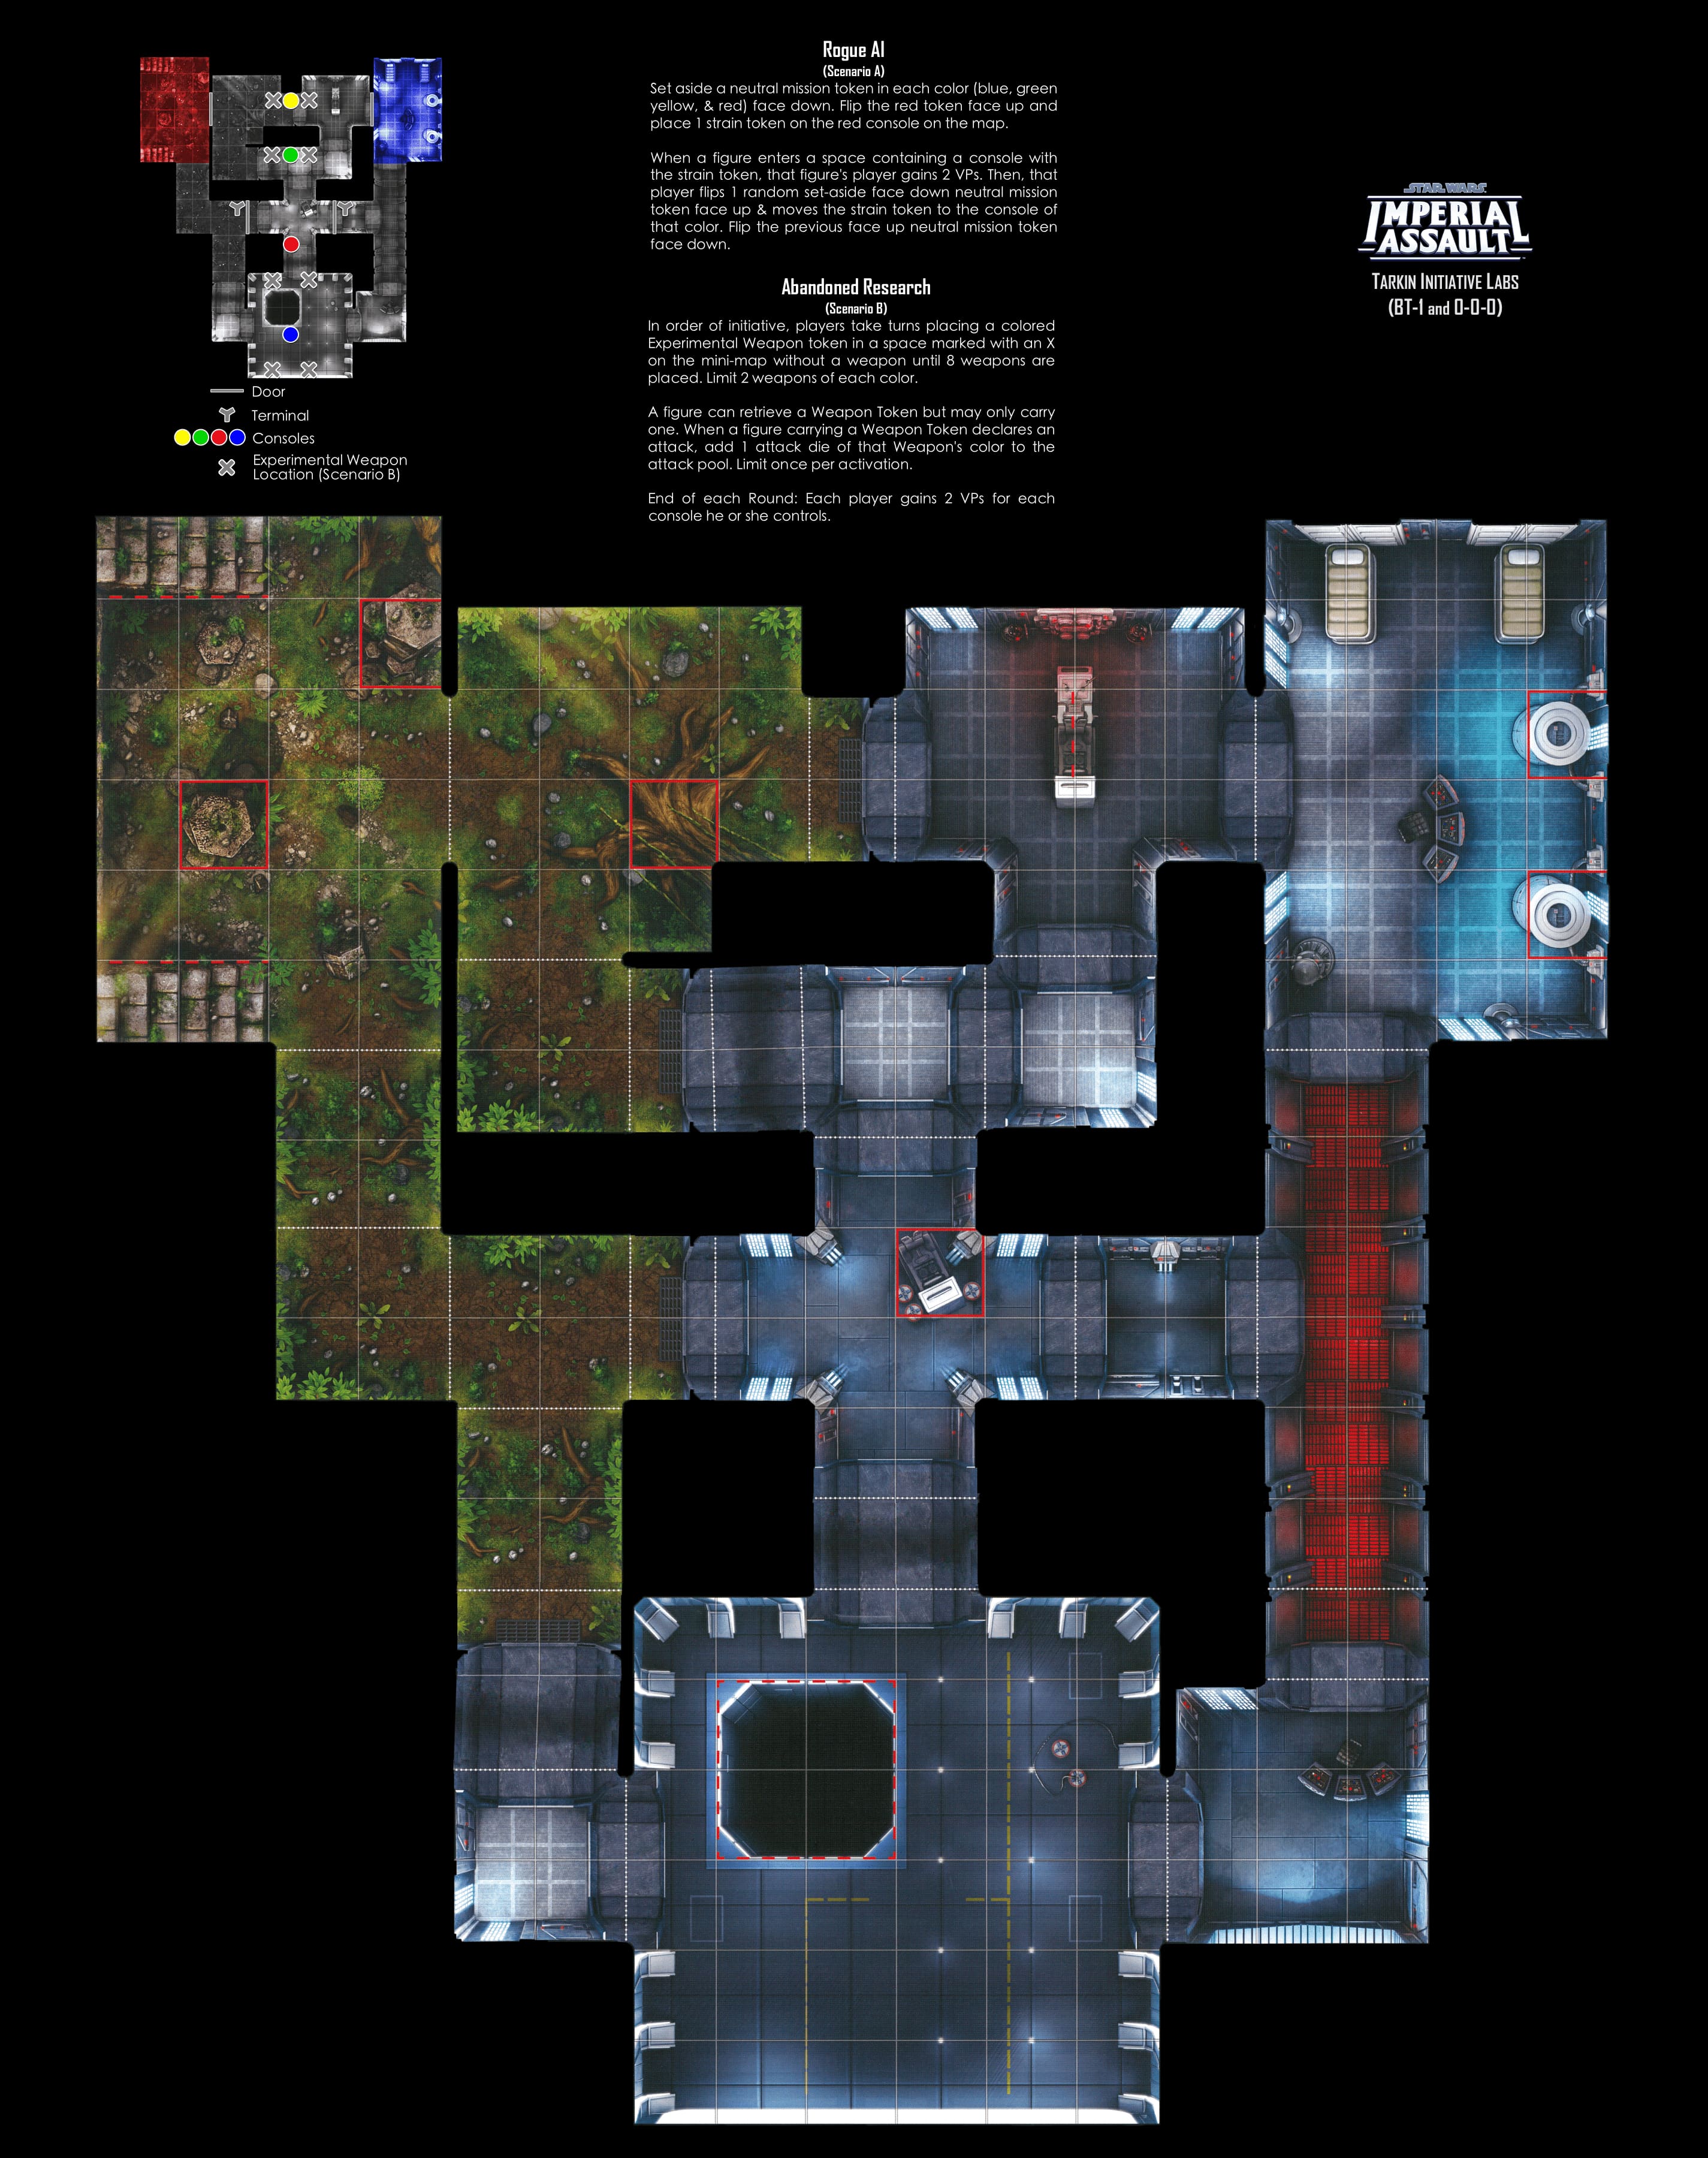 Rogue AI
(Scenario A)
Set aside a neutral mission token in each color (blue, green
yellow, & red) face down. Flip the red token face up and
place 1 strain token on the red console on the map.
When a figure enters a space containing a console with
the strain token, that figure's player gains 2 VPs. Then, that
player flips 1 random set-aside face down neutral mission
token face up & moves the strain token to the console of
that color. Flip the previous face up neutral mission token
face down.
Abandoned Research
(Scenario B)
In order of initiative, players take turns placing a colored
Experimental Weapon token in a space marked with an X
on the mini-map without a weapon until 8 weapons are
placed. Limit 2 weapons of each color.
A figure can retrieve a Weapon Token but may only carry
one. When a figure carrying a Weapon Token declares an
attack, add 1 attack die of that Weapon's color to the
attack pool. Limit once per activation.
End of each Round: Each player gains 2 VPs for each
console he or she controls.
Door
Terminal
Consoles
Experimental Weapon
Location (Scenario B)
STAR WARS
IMPERIAL
ASSAULT
TARKIN INITIATIVE LABS
(BT-1 and 0-0-0)